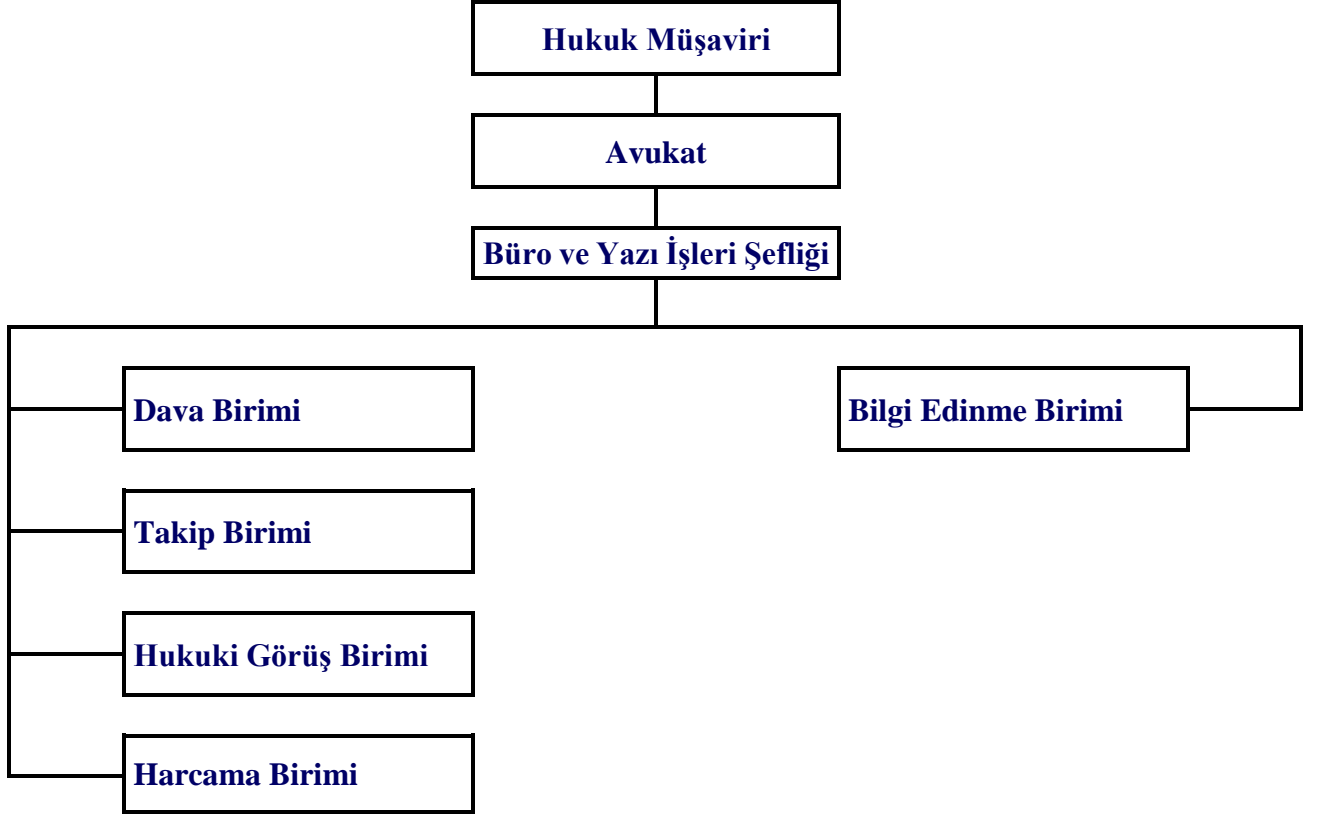 Hukuk Müşaviri
Avukat
Büro ve Yazı İşleri Şefliği
Dava Birimi
Bilgi Edinme Birimi
Takip Birimi
Hukuki Görüş Birimi
Harcama Birimi